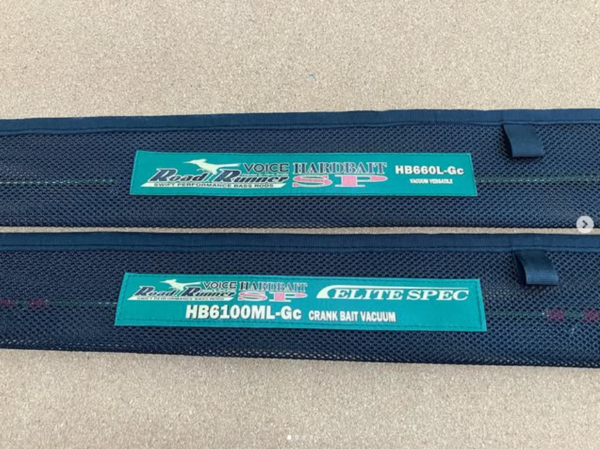 VOICE HARDBAIT
Road Runner SP HB660L-Gc
SWIFT PERFORMANCE BASS RODS VACUUM VERSATILE
VOICE HARDBAIT
Road Runner SP ELITE SPEC
HB6100ML-Gc CRANK BAIT VACUUM